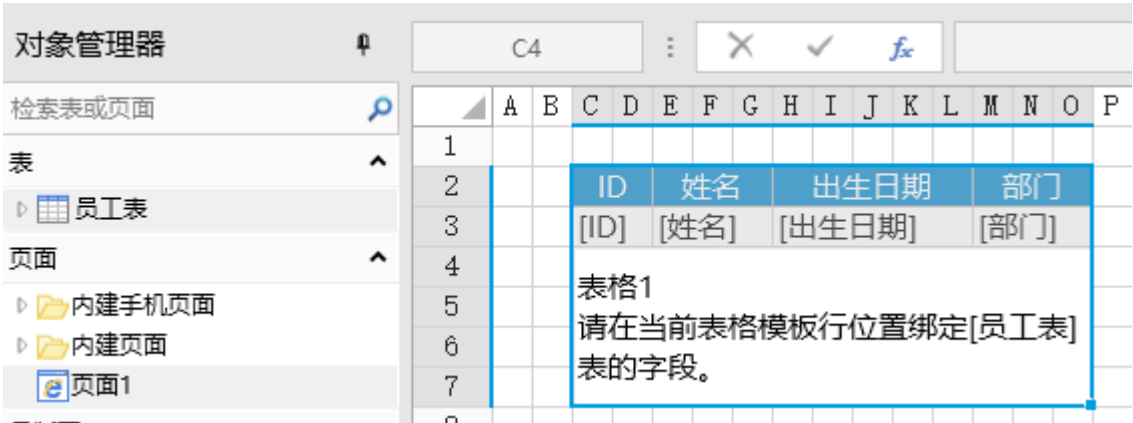 对象管理器
C4
fx
检索表或页面
A B C D E F G H I J K L M N O P
表
1
员工表
2 ID 姓名 出生日期 部门
3 [ID] [姓名] [出生日期] [部门]
页面
4
内建手机页面
5
表格1
请在当前表格模板行位置绑定[员工表]
内建页面
6
表的字段。
页面1
7